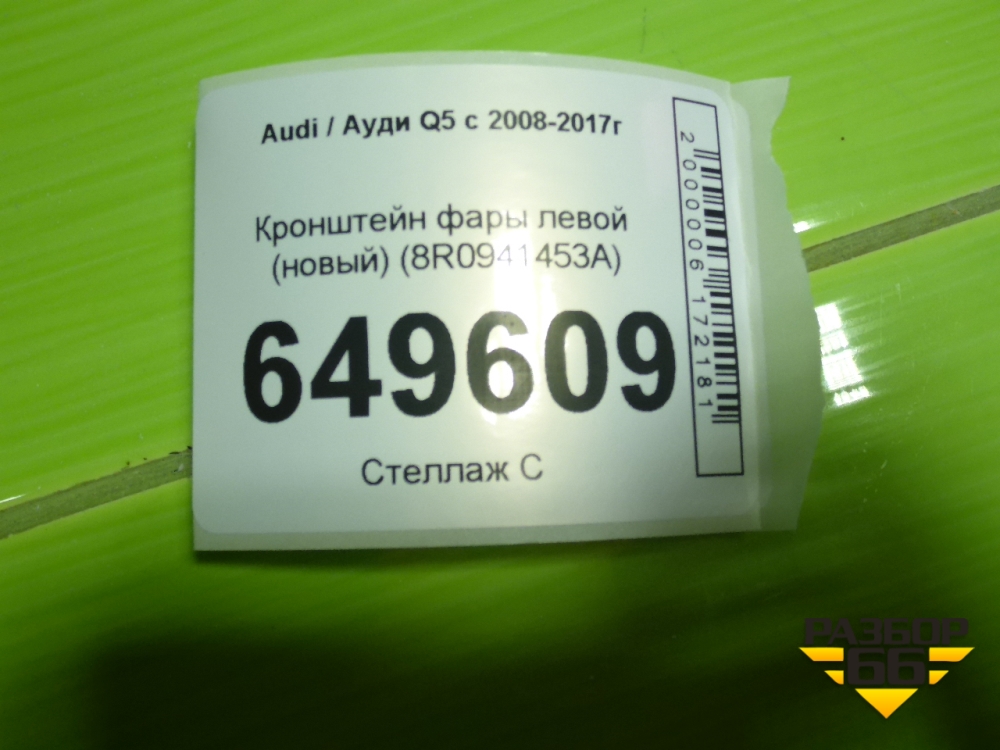 Audi / Ауди Q5 с 2008-2017г
Кронштейн фары левой
(новый) (8R0941453A)
649609
Стеллаж С
2000006172181
РАЗБОР
66